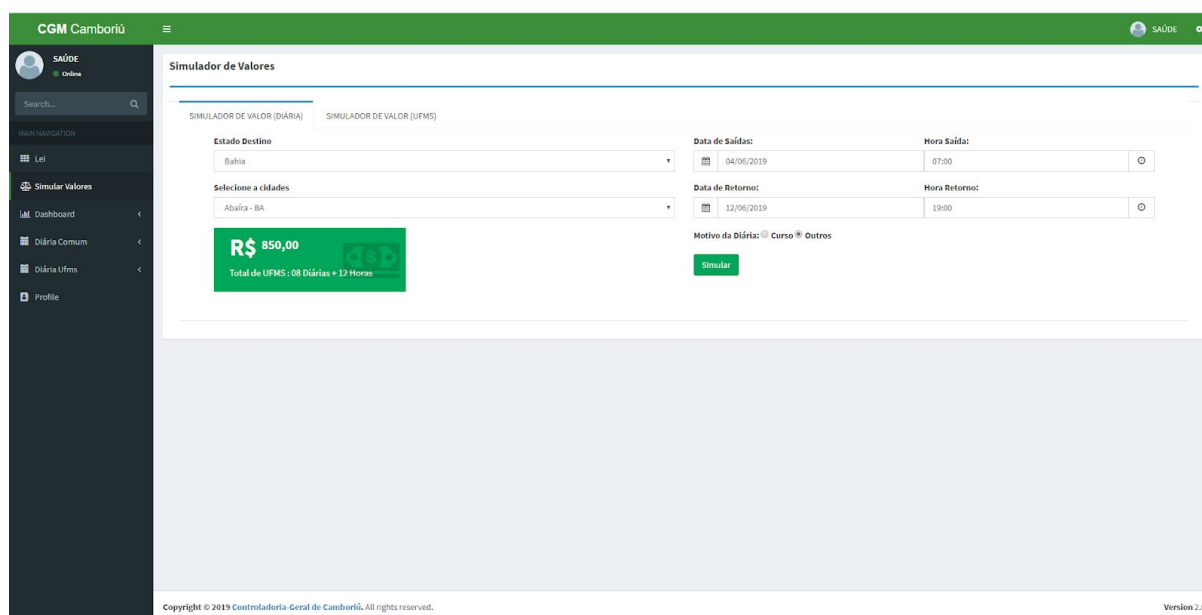 CGM Camboriú
SAÚDE
SAÚDE
Online
Search...
MAIN NAVIGATION
Lei
Simular Valores
Dashboard
Diária Comum
Diária Ufms
Profile
Simulador de Valores
SIMULADOR DE VALOR (DIÁRIA) SIMULADOR DE VALOR (UFMS)
Estado Destino
Bahia
Data de Saídas:
04/06/2019
Hora Saída:
07:00
Selecione a cidades
Abaíra - BA
Data de Retorno:
12/06/2019
Hora Retorno:
19:00
R$ 850,00
Total de UFMS : 08 Diárias + 12 Horas
Motivo da Diária: Curso Outros
Simular
Copyright © 2019 Controladoria-Geral de Camboriú. All rights reserved.
Version 2.